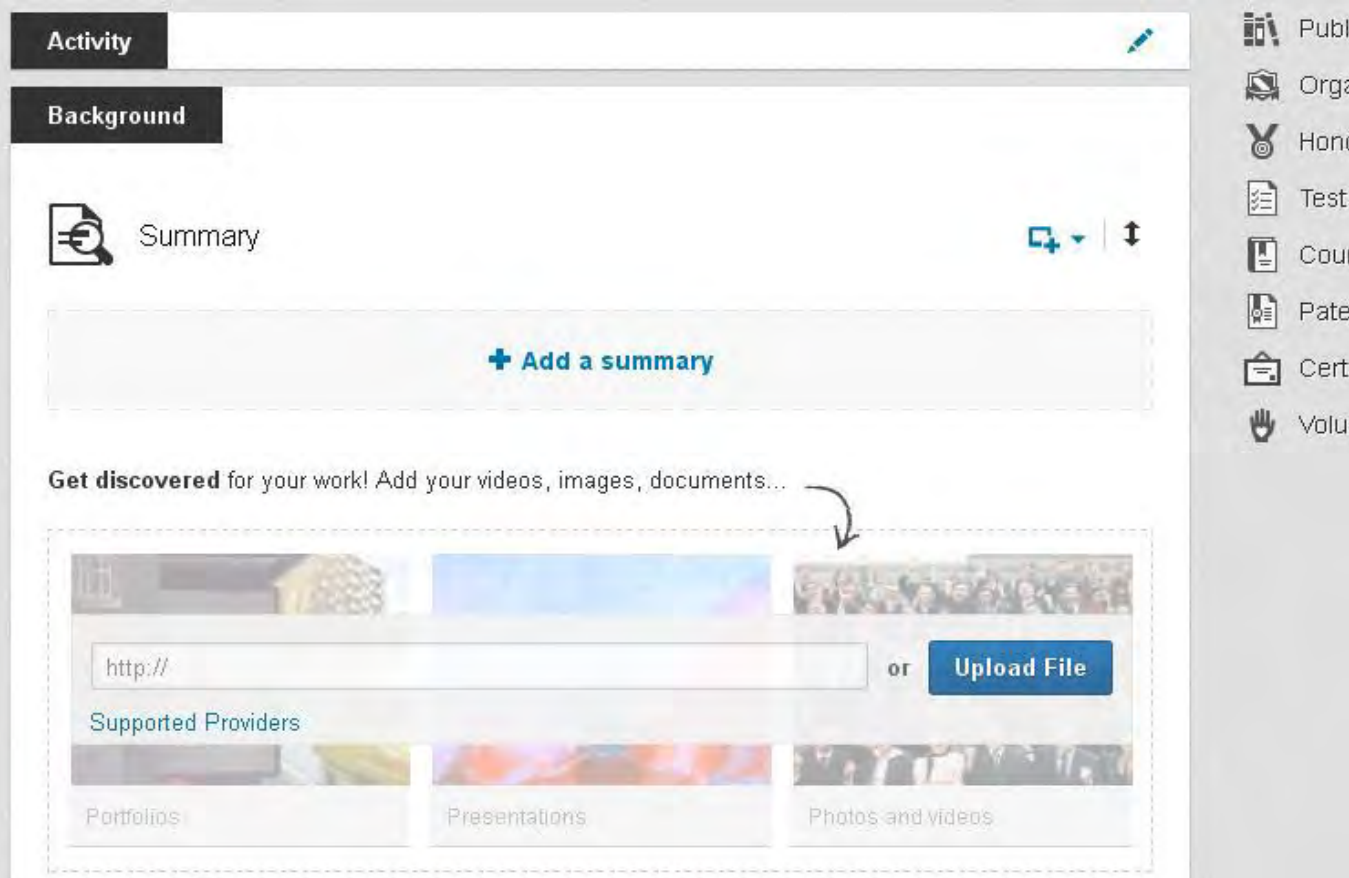 Activity
Background
Summary
Add a summary
Get discovered for your work! Add your videos, images, documents...
http://
or
Upload File
Supported Providers
Portfolios
Presentations
Photos and videos
Publ
Orga
Hono
Test
Cour
Pate
Cert
Volu